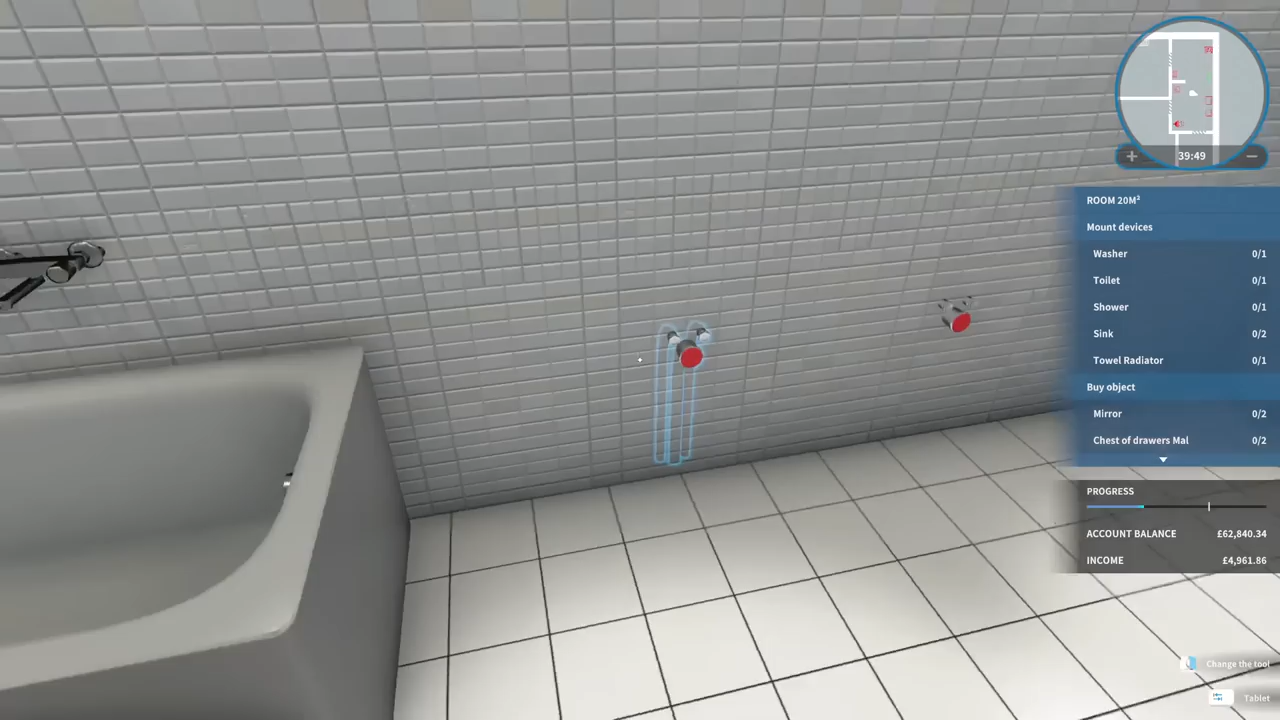 39:49
ROOM 20M²
Mount devices
Washer 0/1
Toilet 0/1
Shower 0/1
Sink 0/2
Towel Radiator 0/1
Buy object
Mirror 0/2
Chest of drawers Mal 0/2
PROGRESS
ACCOUNT BALANCE £62,840.34
INCOME £4,961.86
Change the tool
Tablet